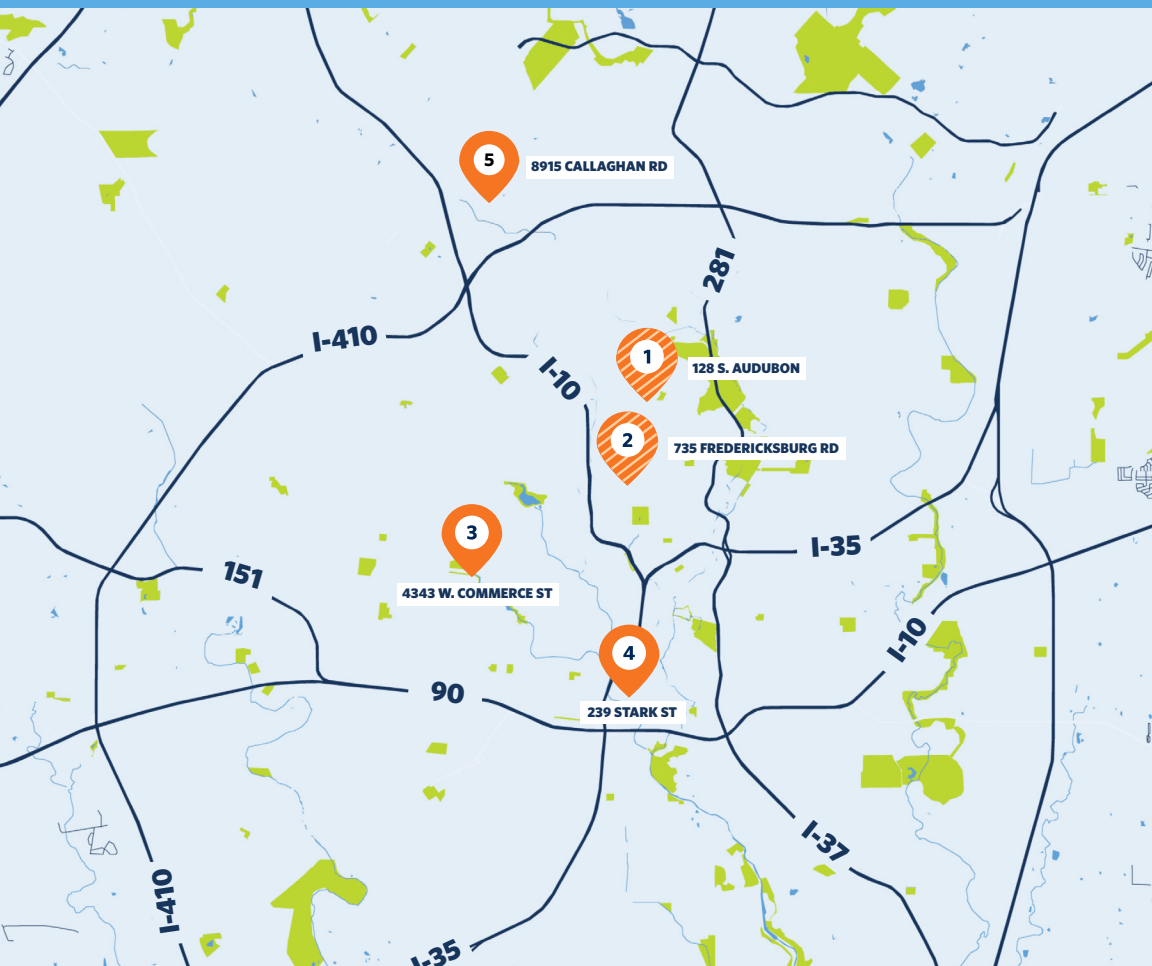 5
8915 CALLAGHAN RD
281
I-410
1
128 S. AUDUBON
I-10
2
735 FREDERICKSBURG RD
3
I-35
151
4343 W. COMMERCE ST
I-10
4
90
239 STARK ST
I-37
I-410
I-35